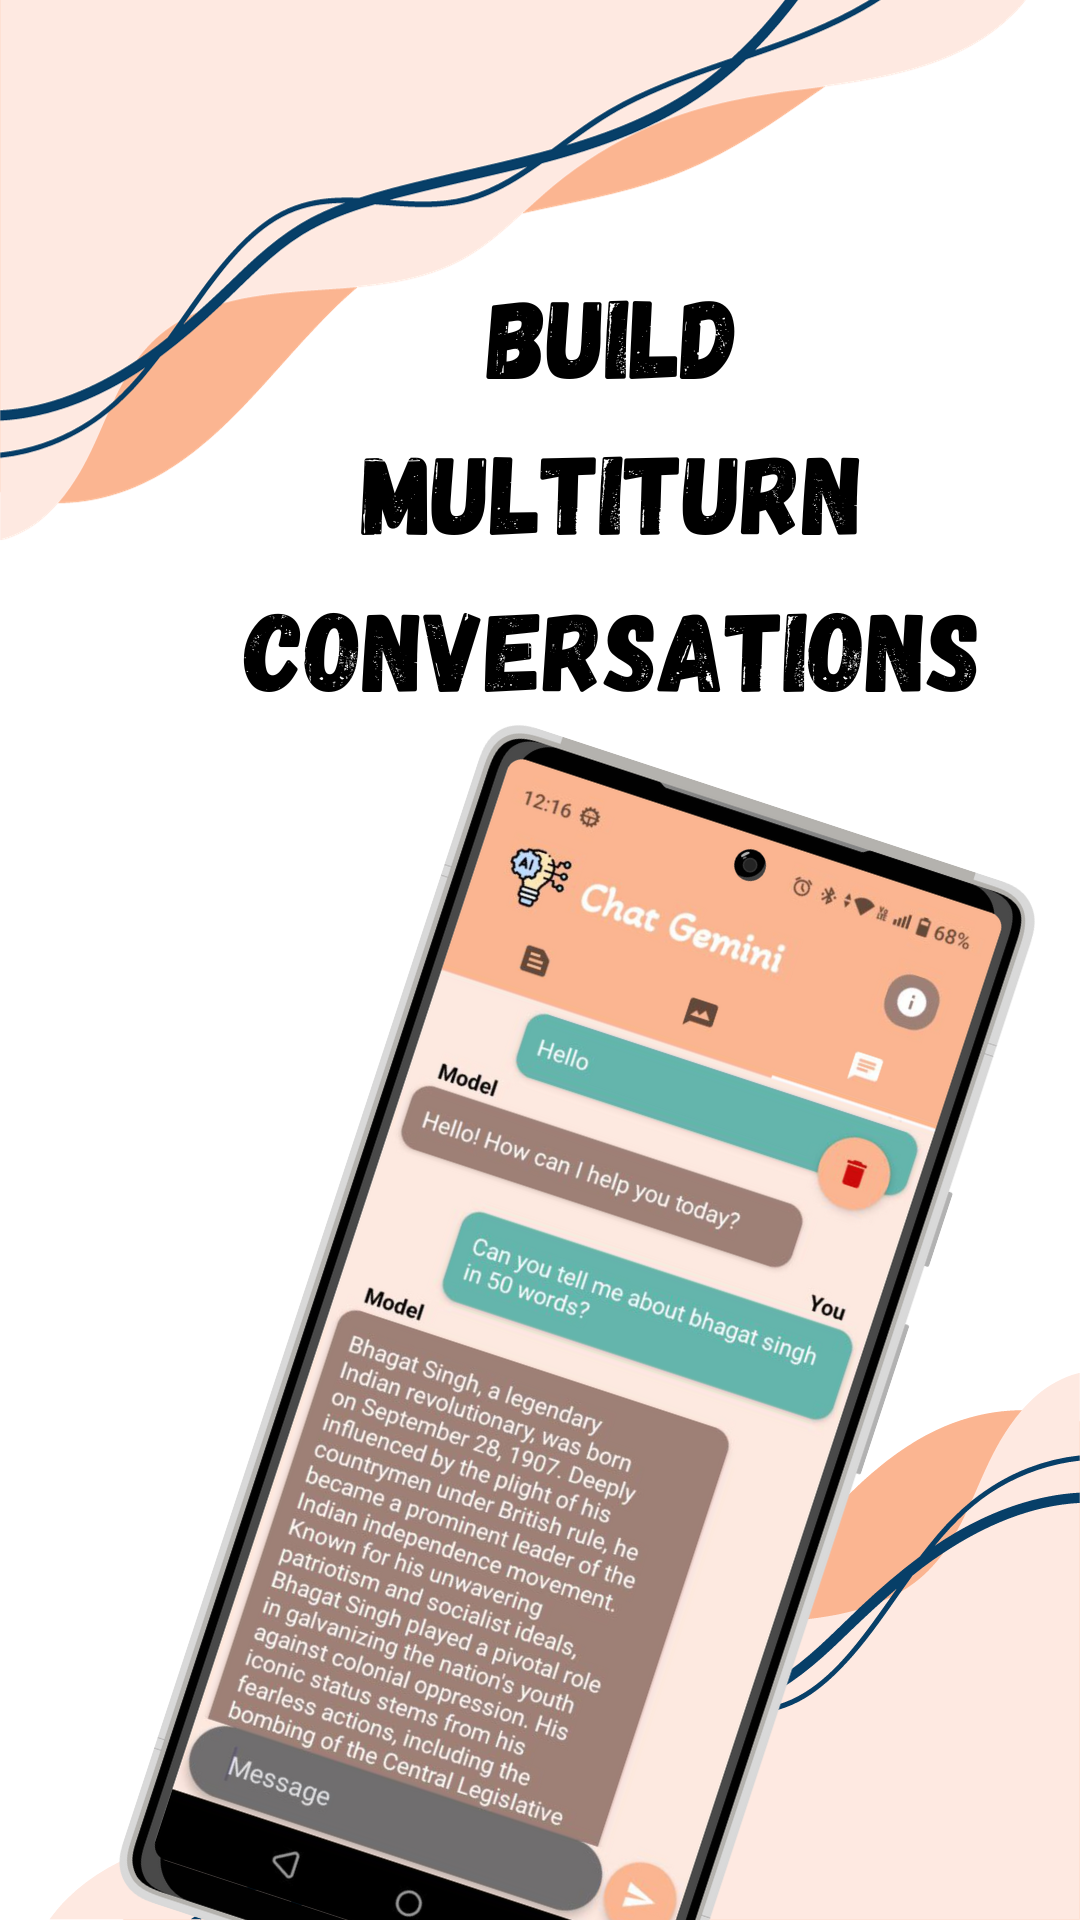 BUILD
MULTITURN
CONVERSATIONS
12:16
68%
AI
Chat Gemini
Hello
Model
Hello! How can I help you today?
You
Can you tell me about bhagat singh
in 50 words?
Model
Bhagat Singh, a legendary
Indian revolutionary, was born
on September 28, 1907. Deeply
influenced by the plight of his
countrymen under British rule, he
became a prominent leader of the
Indian independence movement.
Known for his unwavering
patriotism and socialist ideals,
Bhagat Singh played a pivotal role
in galvanizing the nation's youth
against colonial oppression. His
iconic status stems from his
fearless actions, including the
bombing of the Central Legislative
Message